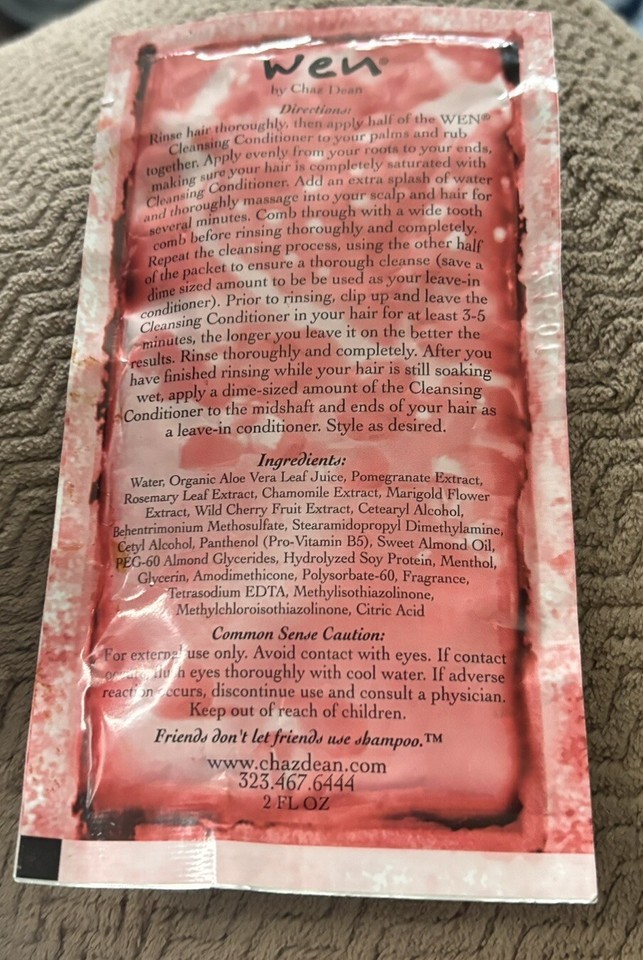 wen®
by Chaz Dean
Directions:
Rinse hair thoroughly, then apply half of the WEN®
Cleansing Conditioner to your palms and rub
together. Apply evenly from your roots to your ends,
making sure your hair is completely saturated with
Cleansing Conditioner. Add an extra splash of water
and thoroughly massage into your scalp and hair for
several minutes. Comb through with a wide tooth
comb before rinsing thoroughly and completely.
Repeat the cleansing process, using the other half
of the packet to ensure a thorough cleanse (save a
dime sized amount to be be used as your leave-in
conditioner). Prior to rinsing, clip up and leave the
Cleansing Conditioner in your hair for at least 3-5
minutes, the longer you leave it on the better the
results. Rinse thoroughly and completely. After you
have finished rinsing while your hair is still soaking
wet, apply a dime-sized amount of the Cleansing
Conditioner to the midshaft and ends of your hair as
a leave-in conditioner. Style as desired.
Ingredients:
Water, Organic Aloe Vera Leaf Juice, Pomegranate Extract,
Rosemary Leaf Extract, Chamomile Extract, Marigold Flower
Extract, Wild Cherry Fruit Extract, Cetearyl Alcohol,
Behentrimonium Methosulfate, Stearamidopropyl Dimethylamine,
Cetyl Alcohol, Panthenol (Pro-Vitamin B5), Sweet Almond Oil,
PEG-60 Almond Glycerides, Hydrolyzed Soy Protein, Menthol,
Glycerin, Amodimethicone, Polysorbate-60, Fragrance,
Tetrasodium EDTA, Methylisothiazolinone,
Methylchloroisothiazolinone, Citric Acid
Common Sense Caution:
For external use only. Avoid contact with eyes. If contact
eyes thoroughly with cool water. If adverse
reaction occurs, discontinue use and consult a physician.
Keep out of reach of children.
Friends don't let friends use shampoo.™
www.chazdean.com
323.467.6444
2 FL OZ